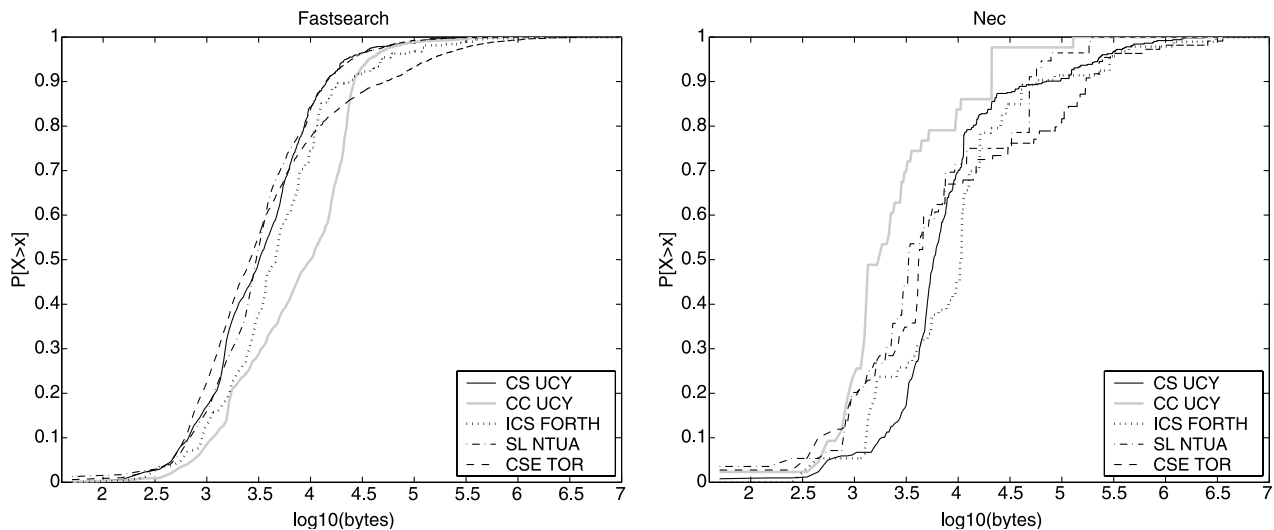 Fastsearch
1
0.9
0.8
0.7
0.6
0.5
0.4
0.3
0.2
0.1
0
P[X>x]
2
2.5
3
3.5
4
4.5
5
5.5
6
6.5
7
log10(bytes)
CS UCY
CC UCY
ICS FORTH
SL NTUA
CSE TOR
Nec
1
0.9
0.8
0.7
0.6
0.5
0.4
0.3
0.2
0.1
0
P[X>x]
2
2.5
3
3.5
4
4.5
5
5.5
6
6.5
7
log10(bytes)
CS UCY
CC UCY
ICS FORTH
SL NTUA
CSE TOR